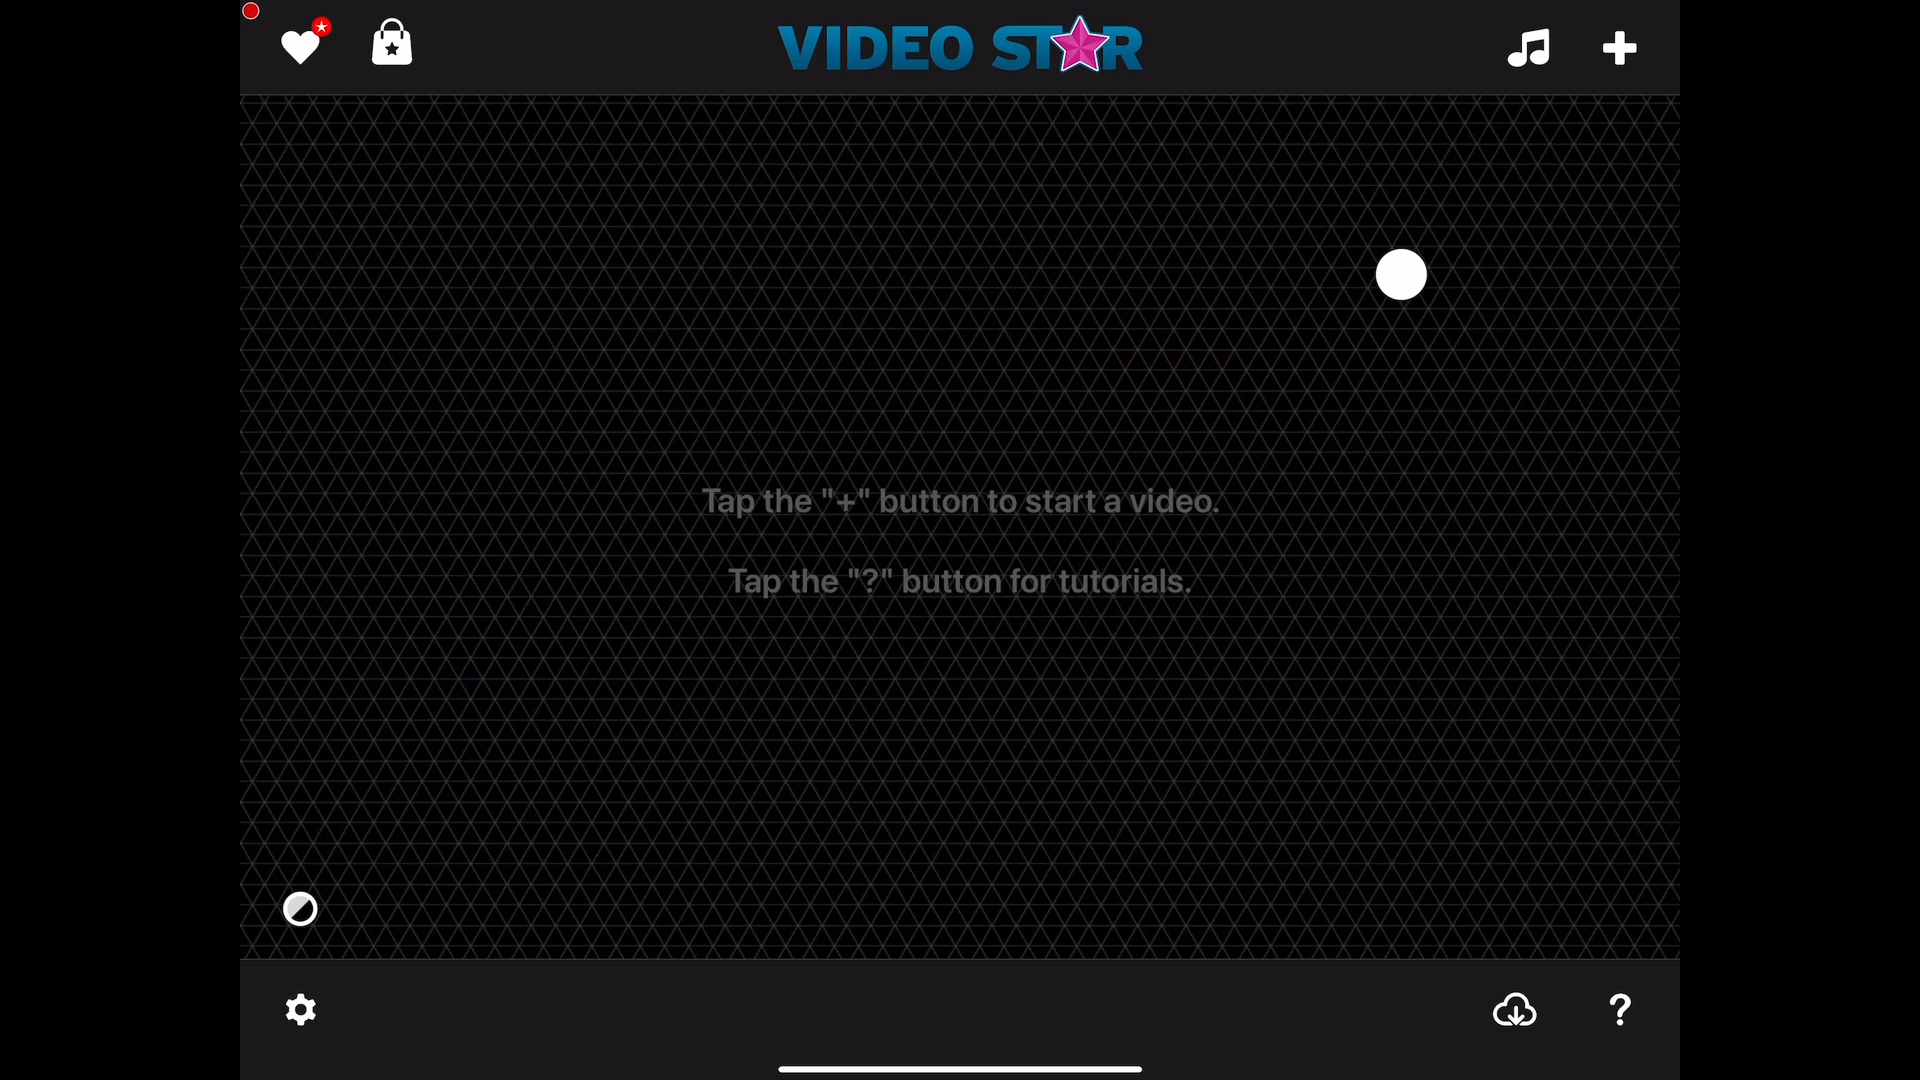 VIDEO STAR
Tap the "+" button to start a video.
Tap the "?" button for tutorials.